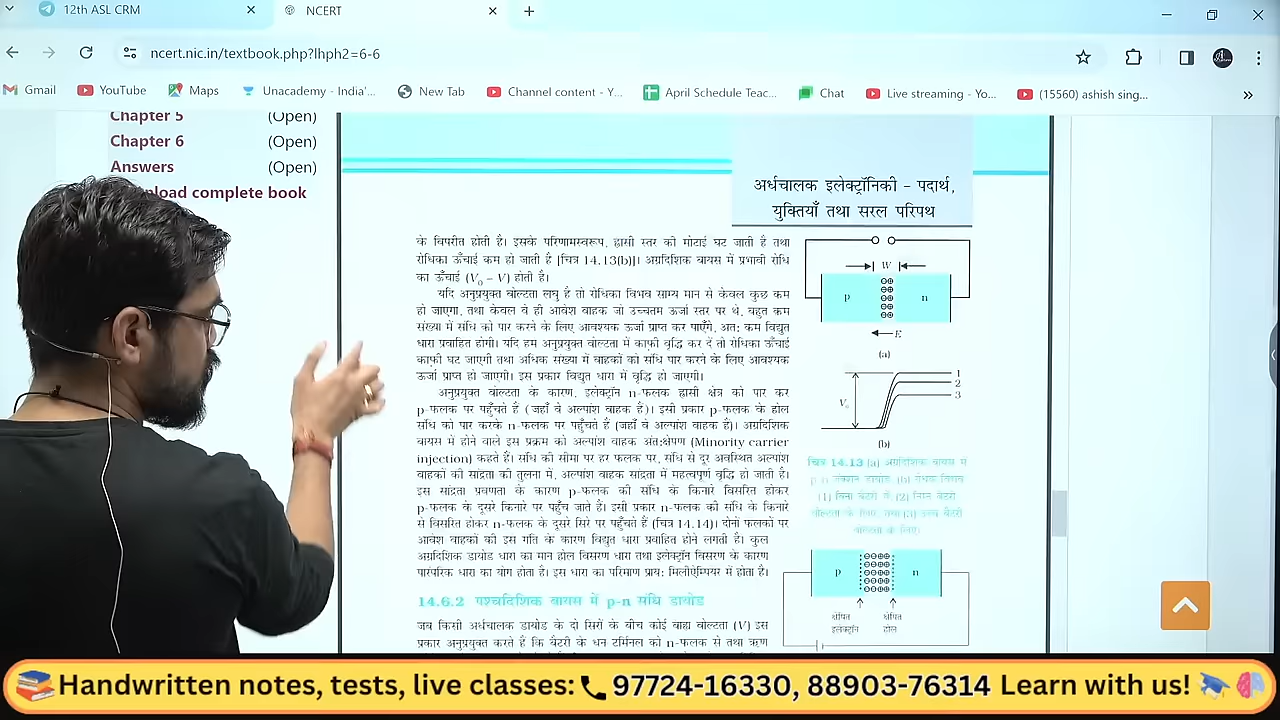 12th ASL CRM
NCERT
ncert.nic.in/textbook.php?lhph2=6-6
Gmail
YouTube
Maps
Unacademy - India'...
New Tab
Channel content - Y...
April Schedule Teac...
Chat
Live streaming - Yo...
(15560) ashish sing...
Chapter 5 (Open)
Chapter 6 (Open)
Answers (Open)
load complete book
अर्धचालक इलेक्ट्रॉनिकी – पदार्थ,
युक्तियाँ तथा सरल परिपथ
के विपरीत होती है। इसके परिणामस्वरूप, ह्रासी स्तर की मोटाई घट जाती है तथा
रोधिका ऊँचाई कम हो जाती है [चित्र 14.13(b)]। अग्रदिशिक बायस में प्रभावी रोधि
का ऊँचाई (V₀ – V) होती है।
यदि अनुप्रयुक्त वोल्टता लघु है तो रोधिका विभव साम्य मान से केवल कुछ कम
हो जाएगा, तथा केवल वे ही आवेश वाहक जो उच्चतम ऊर्जा स्तर पर थे, बहुत कम
संख्या में संधि को पार करने के लिए आवश्यक ऊर्जा प्राप्त कर पाएँगे, अतः कम विद्युत
धारा प्रवाहित होगी। यदि हम अनुप्रयुक्त वोल्टता में काफी वृद्धि कर दें तो रोधिका ऊँचाई
काफ़ी घट जाएगी तथा अधिक संख्या में वाहकों को संधि पार करने के लिए आवश्यक
ऊर्जा प्राप्त हो जाएगी। इस प्रकार विद्युत धारा में वृद्धि हो जाएगी।
अनुप्रयुक्त वोल्टता के कारण, इलेक्ट्रॉन n-फलक ह्रासी क्षेत्र को पार कर
p-फलक पर पहुँचते हैं (जहाँ वे अल्पांश वाहक हैं)। इसी प्रकार p-फलक के होल
संधि को पार करके n-फलक पर पहुँचते हैं (जहाँ वे अल्पांश वाहक हैं)। अग्रदिशिक
बायस में होने वाले इस प्रक्रम को अल्पांश वाहक अंतःक्षेपण (Minority carrier
injection) कहते हैं। संधि की सीमा पर हर फलक पर, संधि से दूर अवस्थित अल्पांश
वाहकों की सांद्रता की तुलना में, अल्पांश वाहक सांद्रता में महत्वपूर्ण वृद्धि हो जाती है।
इस सांद्रता प्रवणता के कारण p-फलक की संधि के किनारे विसरित होकर
p-फलक के दूसरे किनारे पर पहुँच जाते हैं। इसी प्रकार n-फलक की संधि के किनारे
से विसरित होकर n-फलक के दूसरे सिरे पर पहुँचते हैं (चित्र 14.14)। दोनों फलकों पर
आवेश वाहकों की इस गति के कारण विद्युत धारा प्रवाहित होने लगती है। कुल
अग्रदिशिक डायोड धारा का मान होल विसरण धारा तथा इलेक्ट्रॉन विसरण के कारण
पारंपरिक धारा का योग होता है। इस धारा का परिमाण प्रायः मिलीऐम्पियर में होता है।
14.6.2 पश्चदिशिक बायस में p-n संधि डायोड
जब किसी अर्धचालक डायोड के दो सिरों के बीच कोई बाह्य वोल्टता (V) इस
प्रकार अनुप्रयुक्त करते हैं कि बैटरी के धन टर्मिनल को n-फलक से तथा ऋण
W
p n
E
(a)
1
2
3
V₀
(b)
चित्र 14.13 (a) अग्रदिशिक बायस में
(1) बिना बैटरी के (2) निम्न बैटरी
p n
क्षेपित क्षेपित
इलेक्ट्रॉन होल
Handwritten notes, tests, live classes: 97724-16330, 88903-76314 Learn with us!